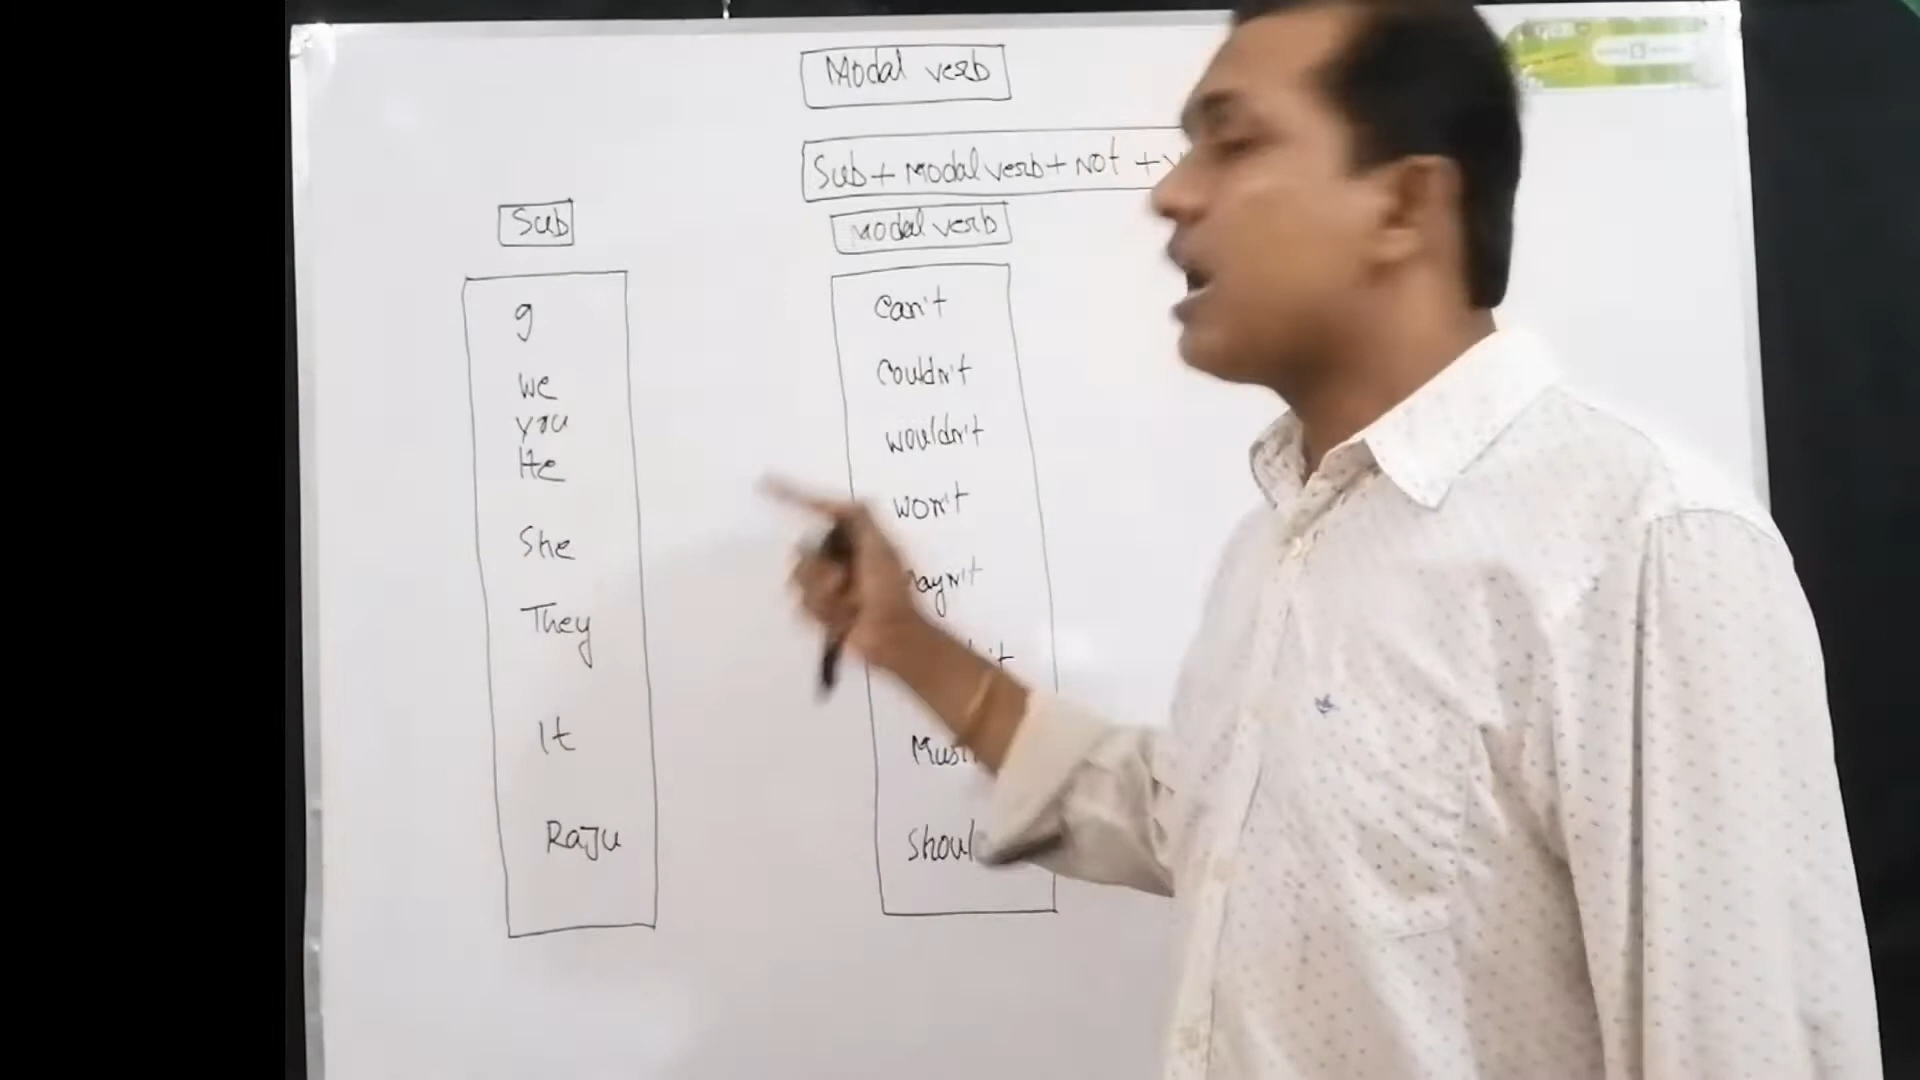 Modal verb
Sub + Modal verb + Not + V
Sub
Modal verb
I
we
you
He
She
They
It
Raju
can't
couldn't
wouldn't
won't